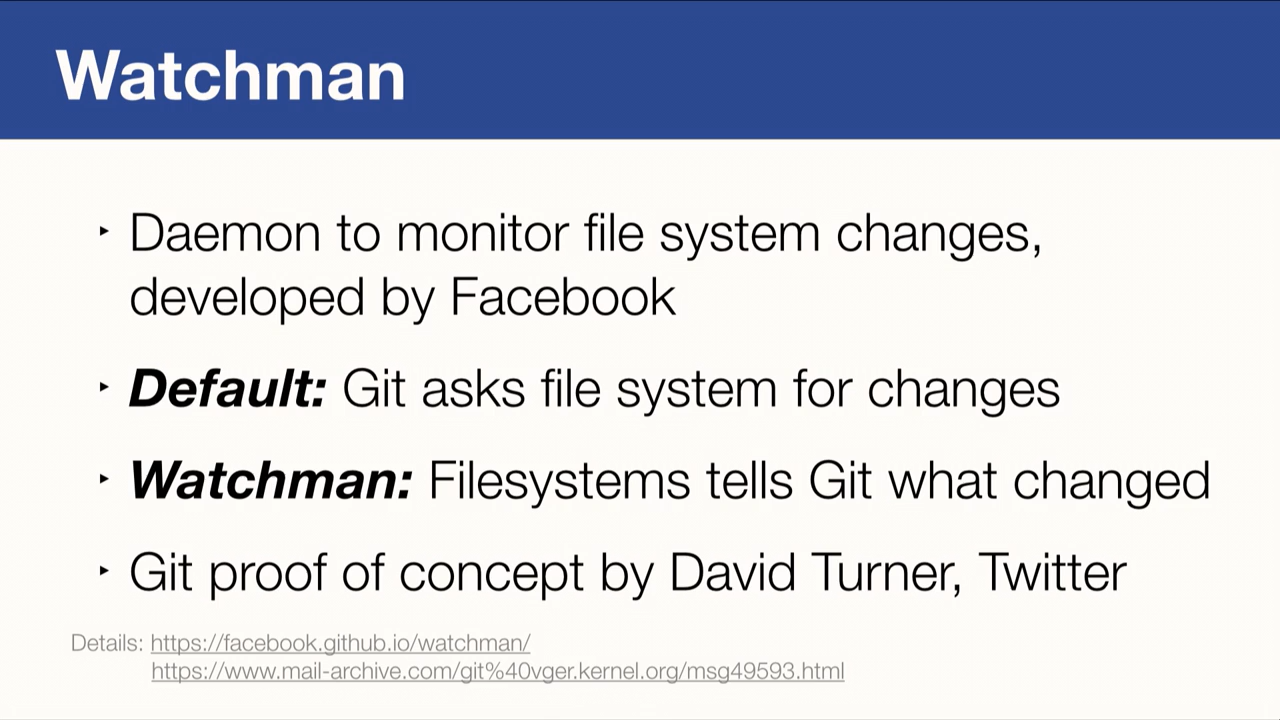 Watchman
‣ Daemon to monitor file system changes,
developed by Facebook
‣ Default: Git asks file system for changes
‣ Watchman: Filesystems tells Git what changed
‣ Git proof of concept by David Turner, Twitter
Details: https://facebook.github.io/watchman/
https://www.mail-archive.com/git%40vger.kernel.org/msg49593.html